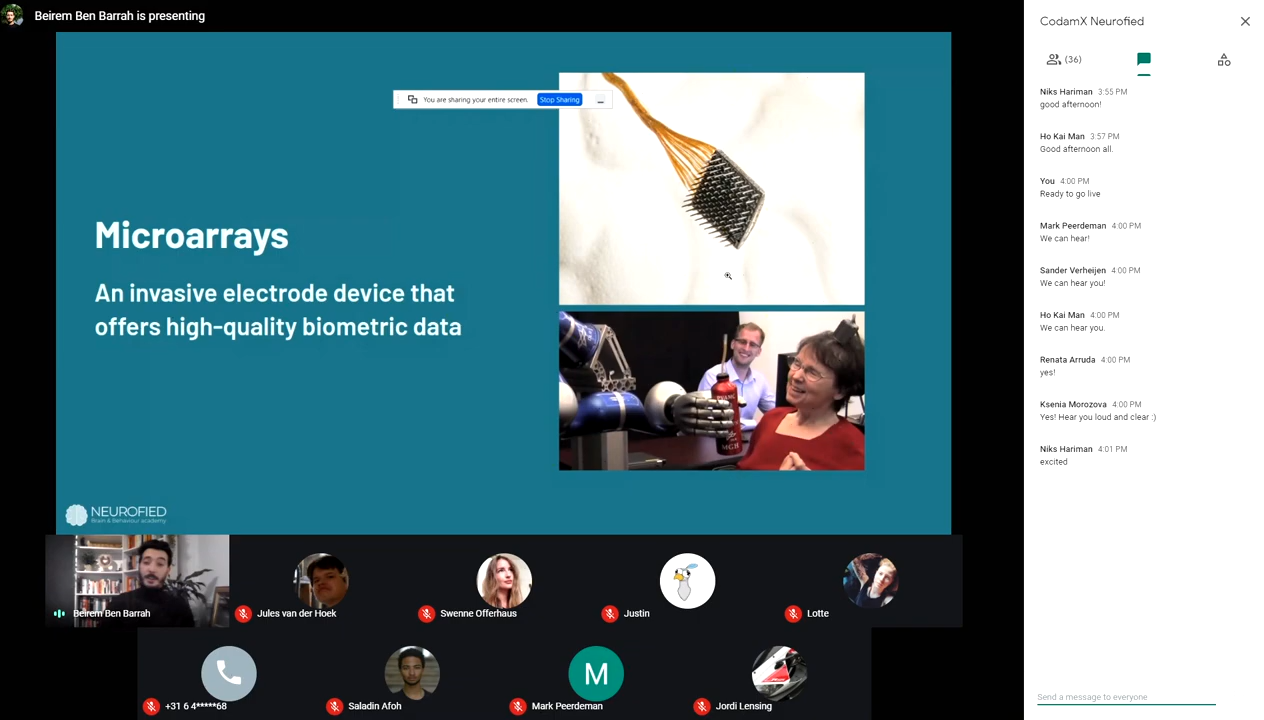 Beirem Ben Barrah is presenting
You are sharing your entire screen.
Stop Sharing
Microarrays
An invasive electrode device that
offers high-quality biometric data
MGH
NEUROFIED
Brain & Behaviour academy
Beirem Ben Barrah
Jules van der Hoek
Swenne Offerhaus
Justin
Lotte
+31 6 4*****68
Saladin Afoh
M
Mark Peerdeman
Jordi Lensing
CodamX Neurofied
(36)
Niks Hariman 3:55 PM
good afternoon!
Ho Kai Man 3:57 PM
Good afternoon all.
You 4:00 PM
Ready to go live
Mark Peerdeman 4:00 PM
We can hear!
Sander Verheijen 4:00 PM
We can hear you!
Ho Kai Man 4:00 PM
We can hear you.
Renata Arruda 4:00 PM
yes!
Ksenia Morozova 4:00 PM
Yes! Hear you loud and clear :)
Niks Hariman 4:01 PM
excited
Send a message to everyone